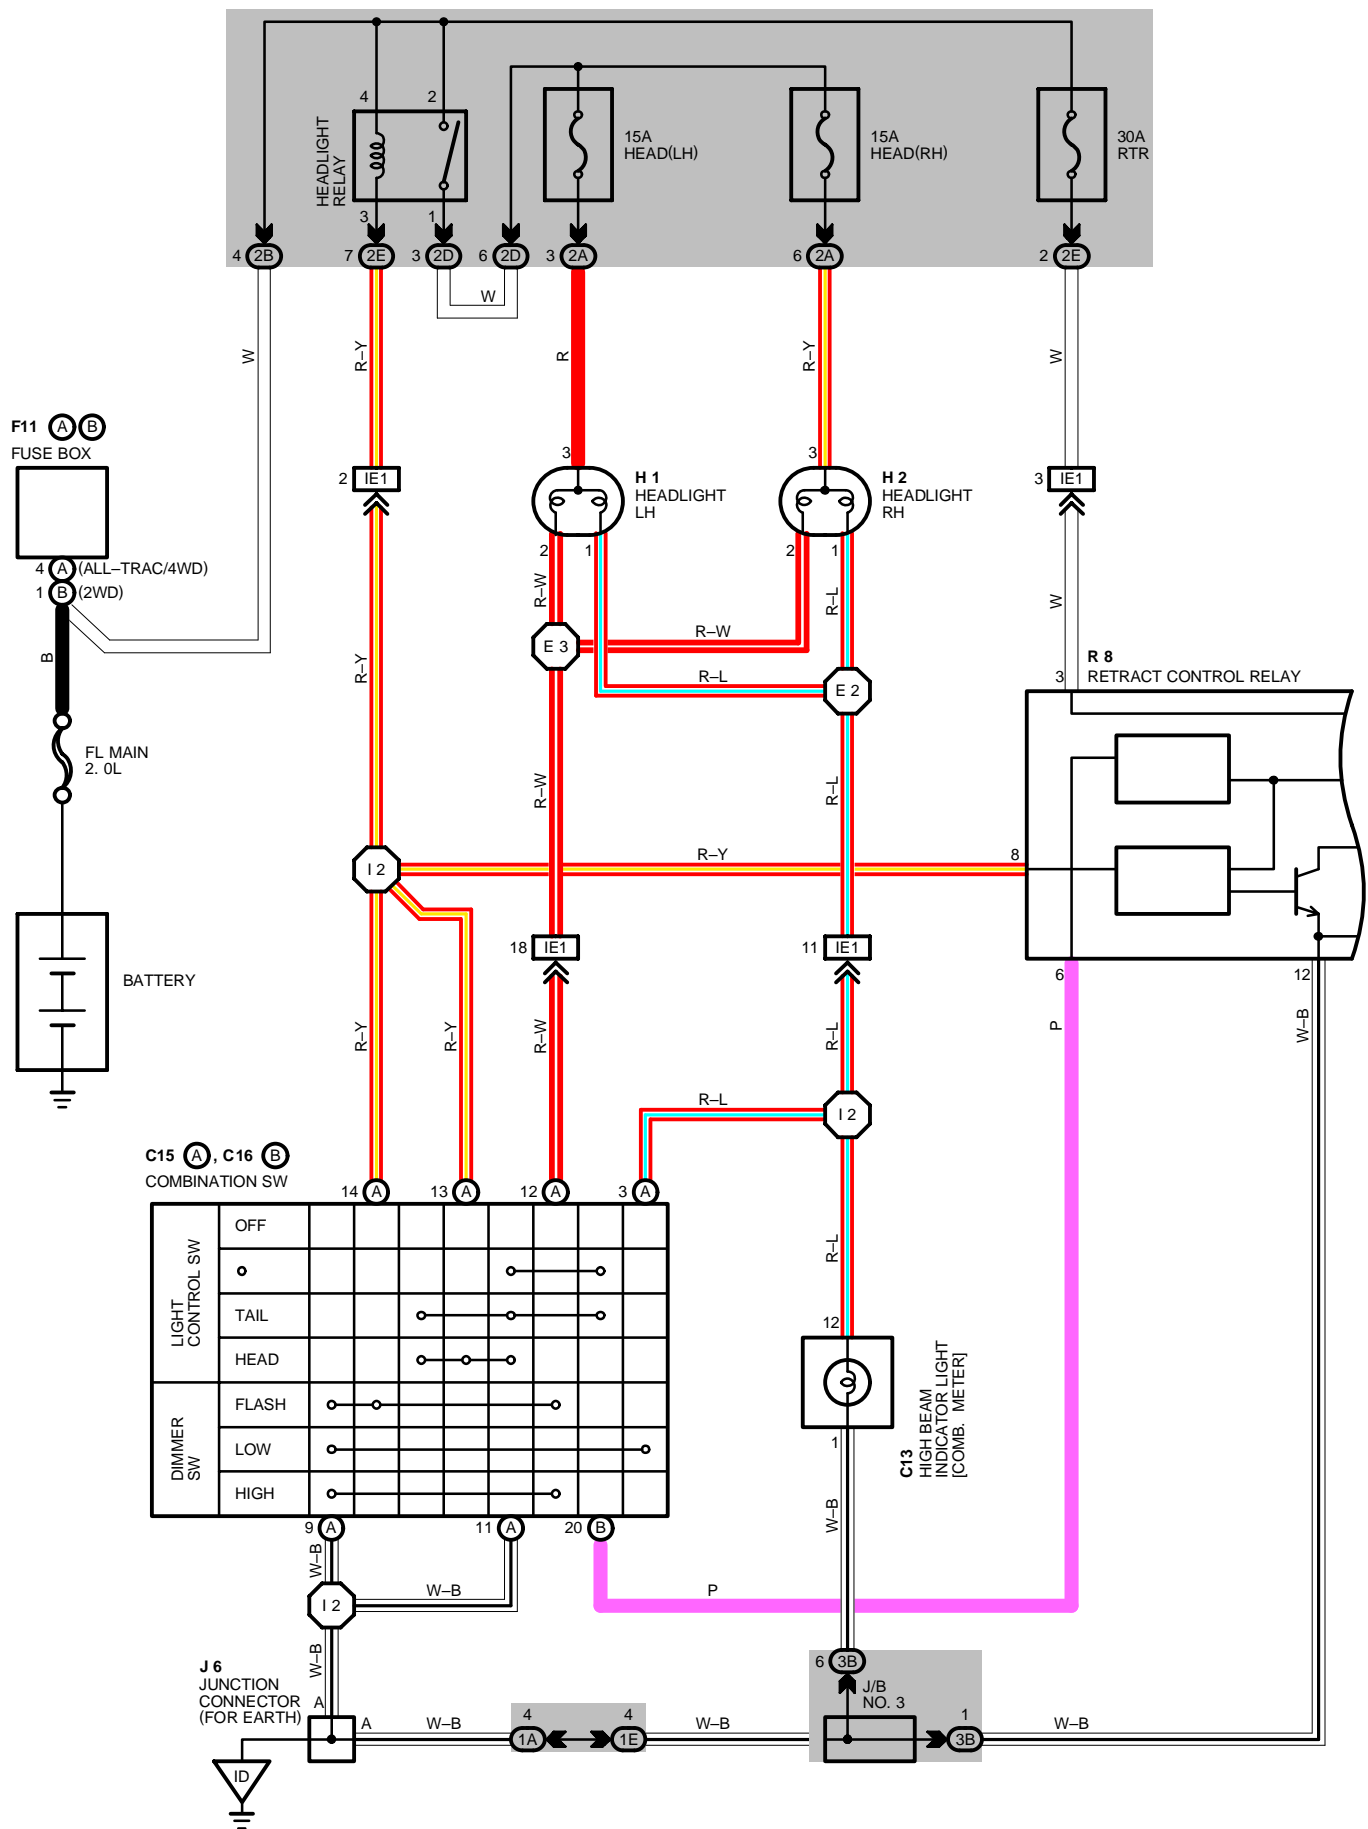 4
2
HEADLIGHT
RELAY
3
1
15A
HEAD(LH)
15A
HEAD(RH)
30A
RTR
4 2B
7 2E
3 2D
6 2D
3 2A
6 2A
2 2E
W
W
R–Y
R
R–Y
W
F11 A B
FUSE BOX
4 A (ALL–TRAC/4WD)
1 B (2WD)
B
FL MAIN
2. 0L
BATTERY
2 IE1
3
H 1
HEADLIGHT
LH
2
1
3
H 2
HEADLIGHT
RH
2
1
3 IE1
R–W
R–L
W
E 3
R–W
R–L
E 2
R–Y
R–W
R–L
R 8
3 RETRACT CONTROL RELAY
I 2
R–Y
8
18 IE1
11 IE1
6
12
R–Y
R–Y
R–W
R–L
P
W–B
R–L
I 2
R–L
C15 A , C16 B
COMBINATION SW
14 A
13 A
12 A
3 A
LIGHT
CONTROL SW
OFF
TAIL
HEAD
DIMMER
SW
FLASH
LOW
HIGH
12
C13
HIGH BEAM
INDICATOR LIGHT
[COMB. METER]
1
W–B
9 A
11 A
20 B
W–B
I 2
W–B
P
W–B
J 6
JUNCTION
CONNECTOR
(FOR EARTH)
A
A
W–B
4
1A
4
1E
W–B
6 3B
J/B
NO. 3
1
3B
W–B
ID